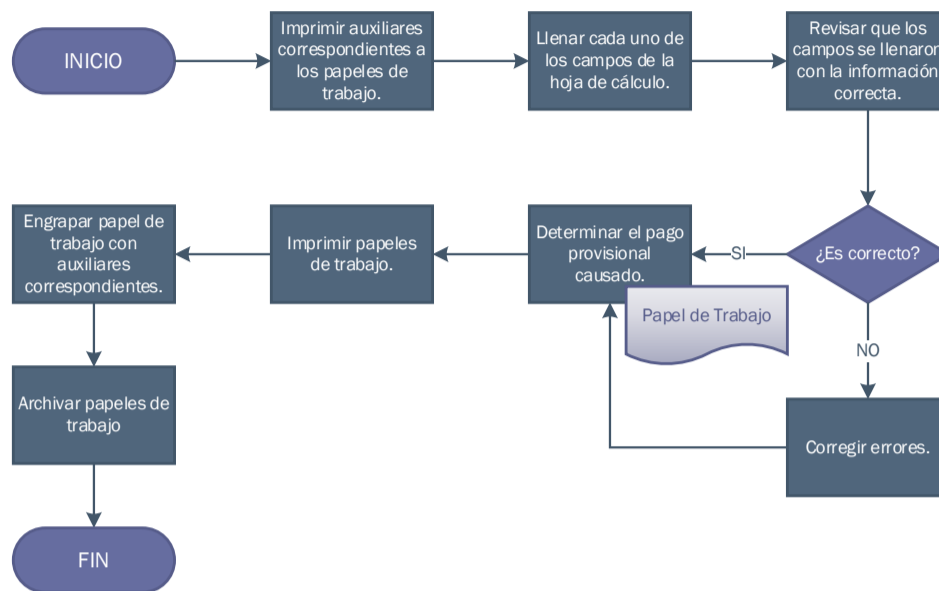 INICIO
Imprimir auxiliares
correspondientes a
los papeles de
trabajo.
Llenar cada uno de
los campos de la
hoja de cálculo.
Revisar que los
campos se llenaron
con la información
correcta.
¿Es correcto?
SI
NO
Corregir errores.
Determinar el pago
provisional
causado.
Papel de Trabajo
Imprimir papeles
de trabajo.
Engrapar papel de
trabajo con
auxiliares
correspondientes.
Archivar papeles de
trabajo
FIN